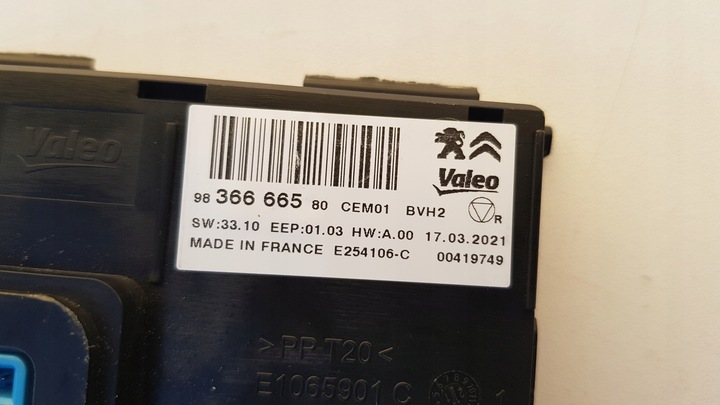 Valeo
Valeo
98 366 665 80 CEM01 BVH2
R
SW:33.10 EEP:01.03 HW:A.00 17.03.2021
MADE IN FRANCE E254106-C 00419749
>PP T20<
E1065901 C